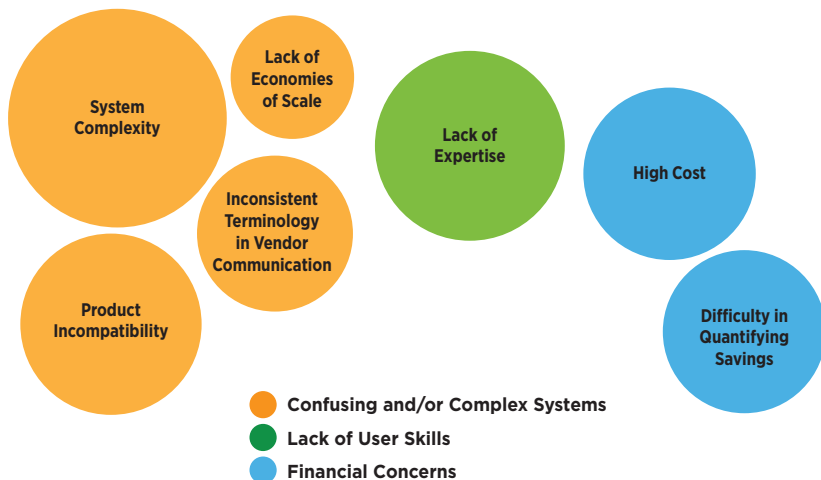 System
Complexity
Lack of
Economies
of Scale
Inconsistent
Terminology
in Vendor
Communication
Product
Incompatibility
Lack of
Expertise
High Cost
Difficulty in
Quantifying
Savings
Confusing and/or Complex Systems
Lack of User Skills
Financial Concerns